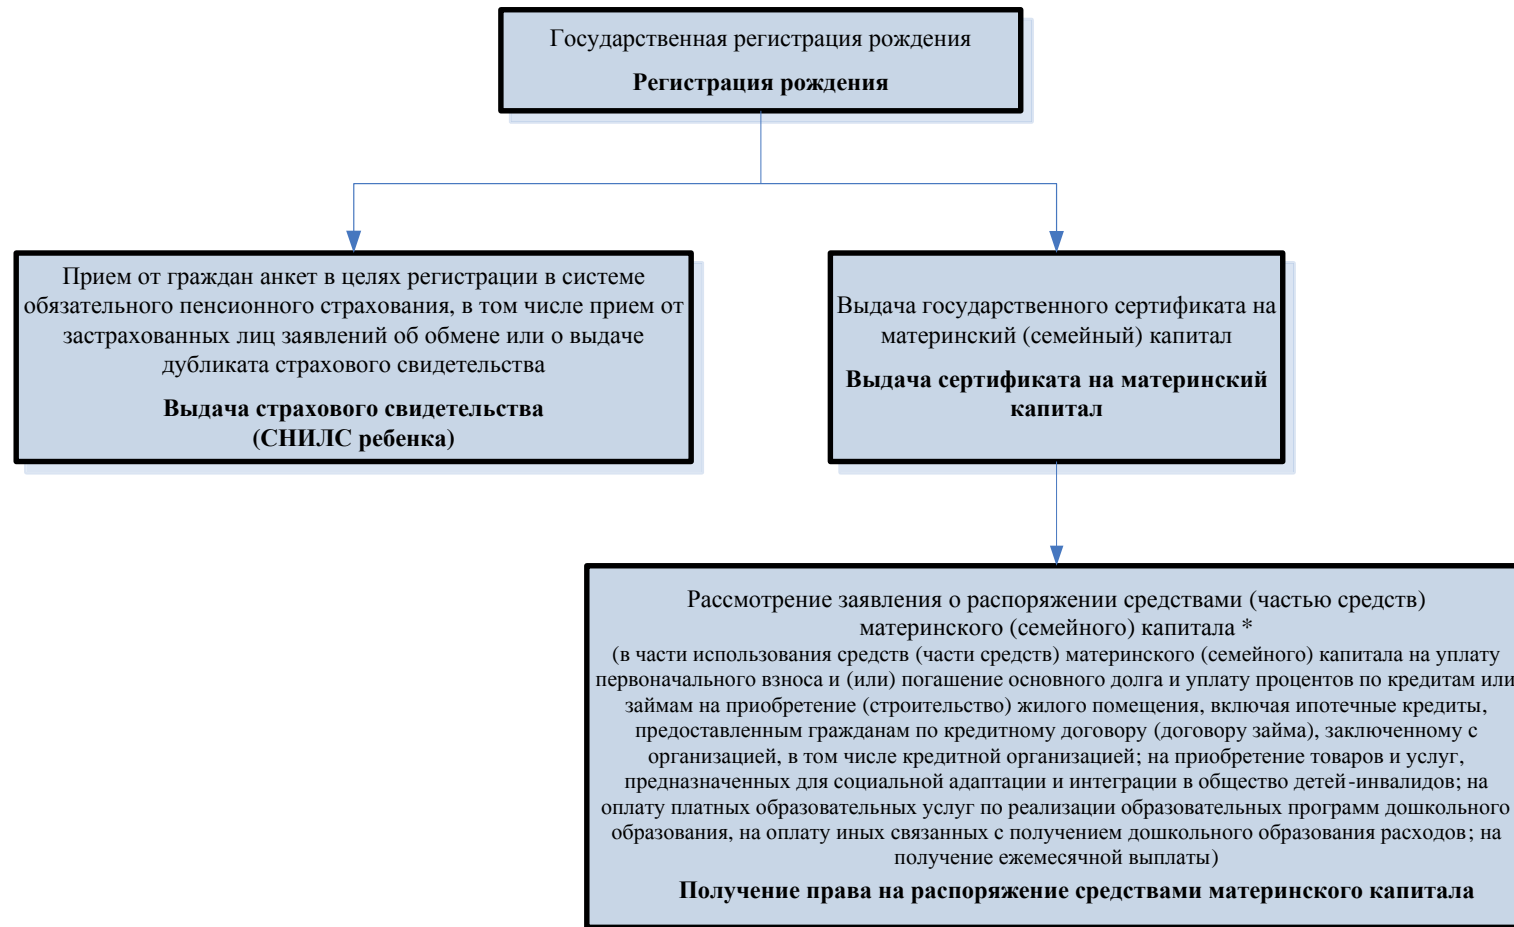 Государственная регистрация рождения
Регистрация рождения
Прием от граждан анкет в целях регистрации в системе
обязательного пенсионного страхования, в том числе прием от
застрахованных лиц заявлений об обмене или о выдаче
дубликата страхового свидетельства
Выдача страхового свидетельства
(СНИЛС ребенка)
Выдача государственного сертификата на
материнский (семейный) капитал
Выдача сертификата на материнский
капитал
Рассмотрение заявления о распоряжении средствами (частью средств)
материнского (семейного) капитала *
(в части использования средств (части средств) материнского (семейного) капитала на уплату
первоначального взноса и (или) погашение основного долга и уплату процентов по кредитам или
займам на приобретение (строительство) жилого помещения, включая ипотечные кредиты,
предоставленным гражданам по кредитному договору (договору займа), заключенному с
организацией, в том числе кредитной организацией; на приобретение товаров и услуг,
предназначенных для социальной адаптации и интеграции в общество детей-инвалидов; на
оплату платных образовательных услуг по реализации образовательных программ дошкольного
образования, на оплату иных связанных с получением дошкольного образования расходов; на
получение ежемесячной выплаты)
Получение права на распоряжение средствами материнского капитала